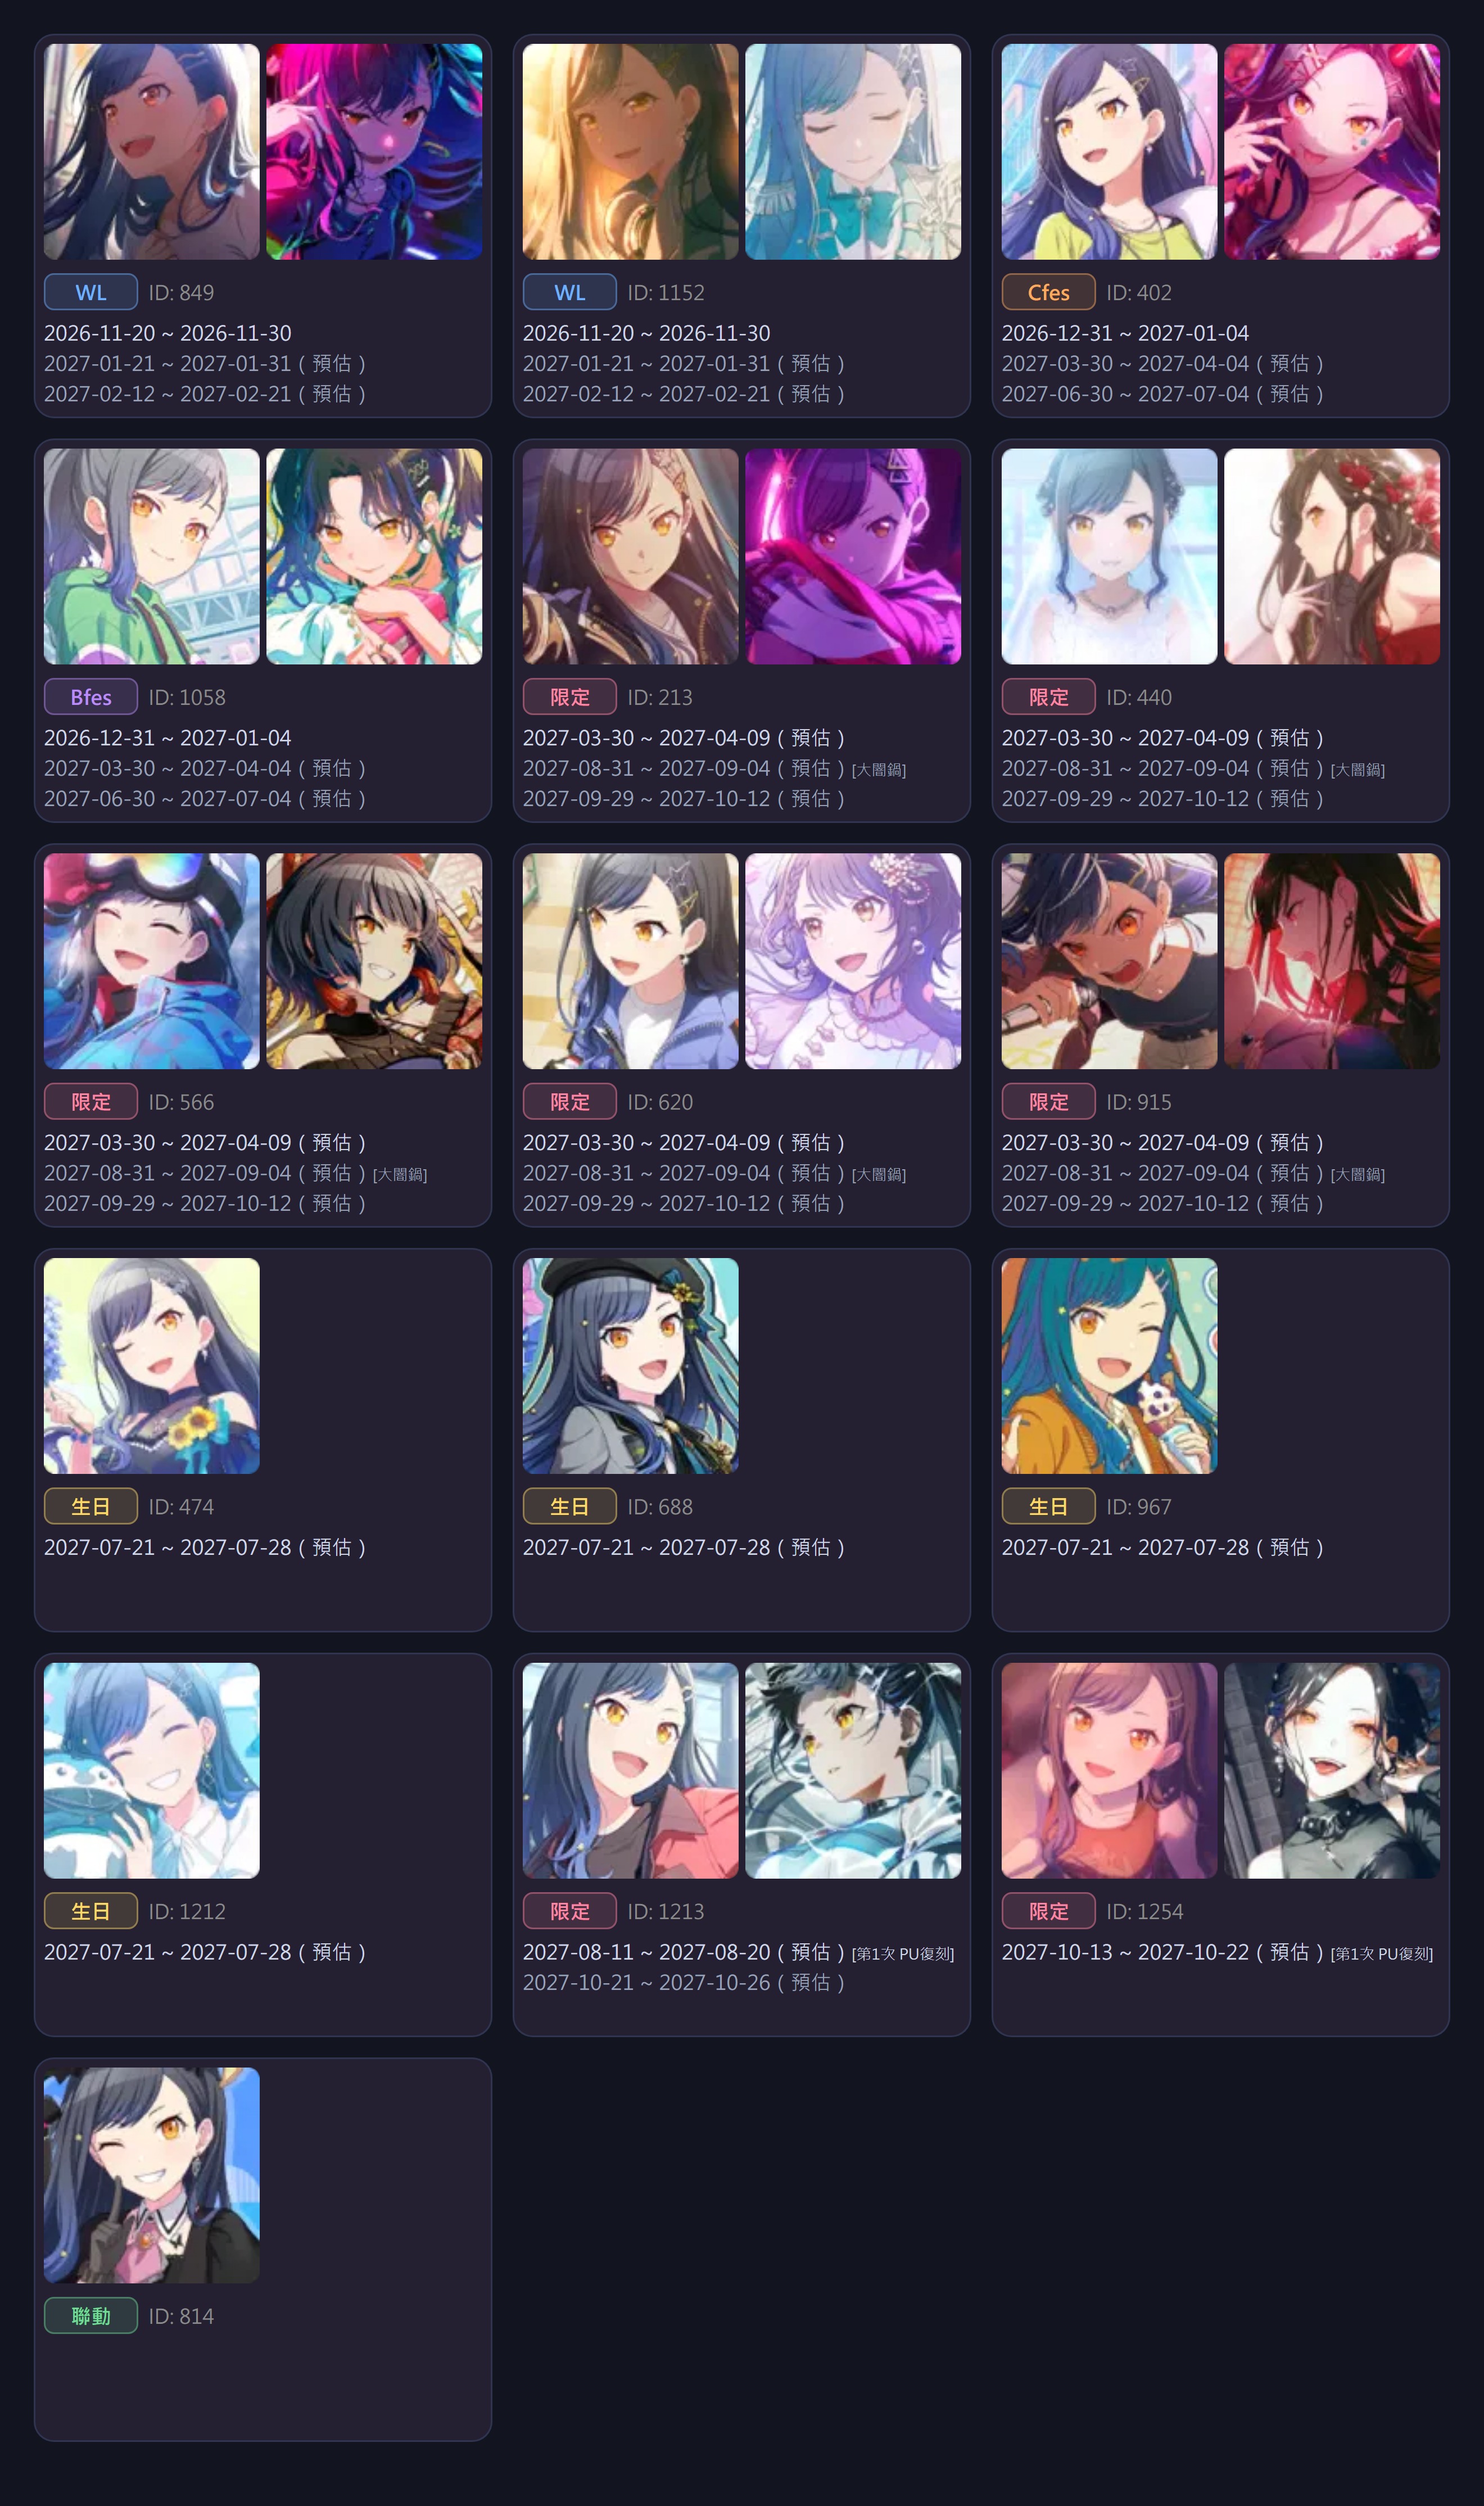 WL ID: 849
2026-11-20 ~ 2026-11-30
2027-01-21 ~ 2027-01-31 ( 預估 )
2027-02-12 ~ 2027-02-21 ( 預估 )
WL ID: 1152
2026-11-20 ~ 2026-11-30
2027-01-21 ~ 2027-01-31 ( 預估 )
2027-02-12 ~ 2027-02-21 ( 預估 )
Cfes ID: 402
2026-12-31 ~ 2027-01-04
2027-03-30 ~ 2027-04-04 ( 預估 )
2027-06-30 ~ 2027-07-04 ( 預估 )
Bfes ID: 1058
2026-12-31 ~ 2027-01-04
2027-03-30 ~ 2027-04-04 ( 預估 )
2027-06-30 ~ 2027-07-04 ( 預估 )
限定 ID: 213
2027-03-30 ~ 2027-04-09 ( 預估 )
2027-08-31 ~ 2027-09-04 ( 預估 ) [大闇鍋]
2027-09-29 ~ 2027-10-12 ( 預估 )
限定 ID: 440
2027-03-30 ~ 2027-04-09 ( 預估 )
2027-08-31 ~ 2027-09-04 ( 預估 ) [大闇鍋]
2027-09-29 ~ 2027-10-12 ( 預估 )
限定 ID: 566
2027-03-30 ~ 2027-04-09 ( 預估 )
2027-08-31 ~ 2027-09-04 ( 預估 ) [大闇鍋]
2027-09-29 ~ 2027-10-12 ( 預估 )
限定 ID: 620
2027-03-30 ~ 2027-04-09 ( 預估 )
2027-08-31 ~ 2027-09-04 ( 預估 ) [大闇鍋]
2027-09-29 ~ 2027-10-12 ( 預估 )
限定 ID: 915
2027-03-30 ~ 2027-04-09 ( 預估 )
2027-08-31 ~ 2027-09-04 ( 預估 ) [大闇鍋]
2027-09-29 ~ 2027-10-12 ( 預估 )
生日 ID: 474
2027-07-21 ~ 2027-07-28 ( 預估 )
生日 ID: 688
2027-07-21 ~ 2027-07-28 ( 預估 )
生日 ID: 967
2027-07-21 ~ 2027-07-28 ( 預估 )
生日 ID: 1212
2027-07-21 ~ 2027-07-28 ( 預估 )
限定 ID: 1213
2027-08-11 ~ 2027-08-20 ( 預估 ) [第1次 PU復刻]
2027-10-21 ~ 2027-10-26 ( 預估 )
限定 ID: 1254
2027-10-13 ~ 2027-10-22 ( 預估 ) [第1次 PU復刻]
聯動 ID: 814